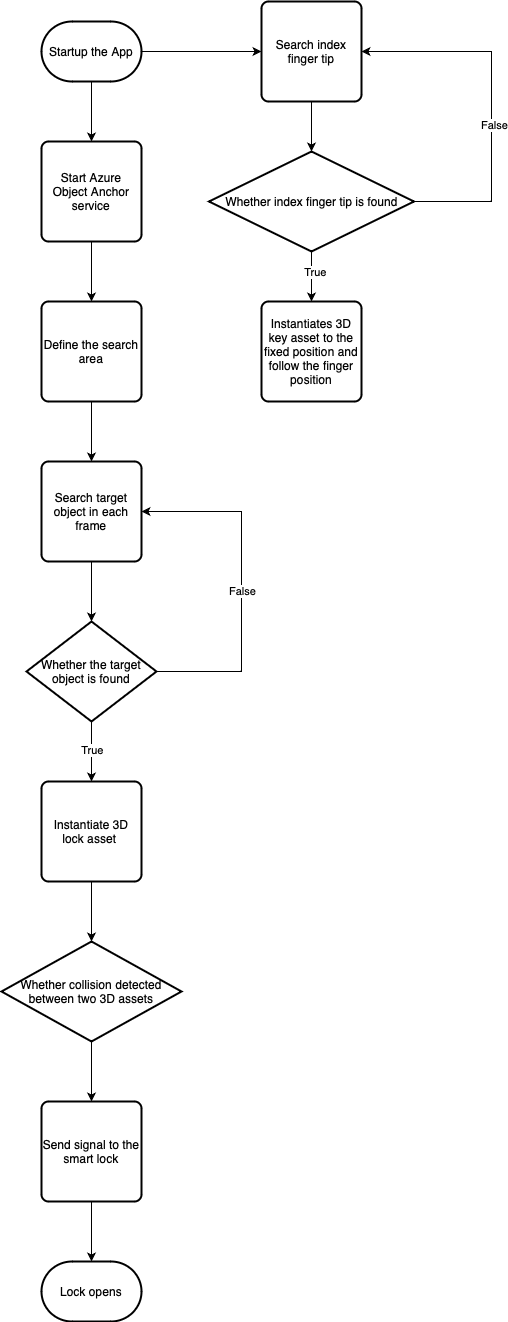 Startup the App
Search index
finger tip
False
Start Azure
Object Anchor
service
Whether index finger tip is found
True
Define the search
area
Instantiates 3D
key asset to the
fixed position and
follow the finger
position
Search target
object in each
frame
False
Whether the target
object is found
True
Instantiate 3D
lock asset
Whether collision detected
between two 3D assets
Send signal to the
smart lock
Lock opens